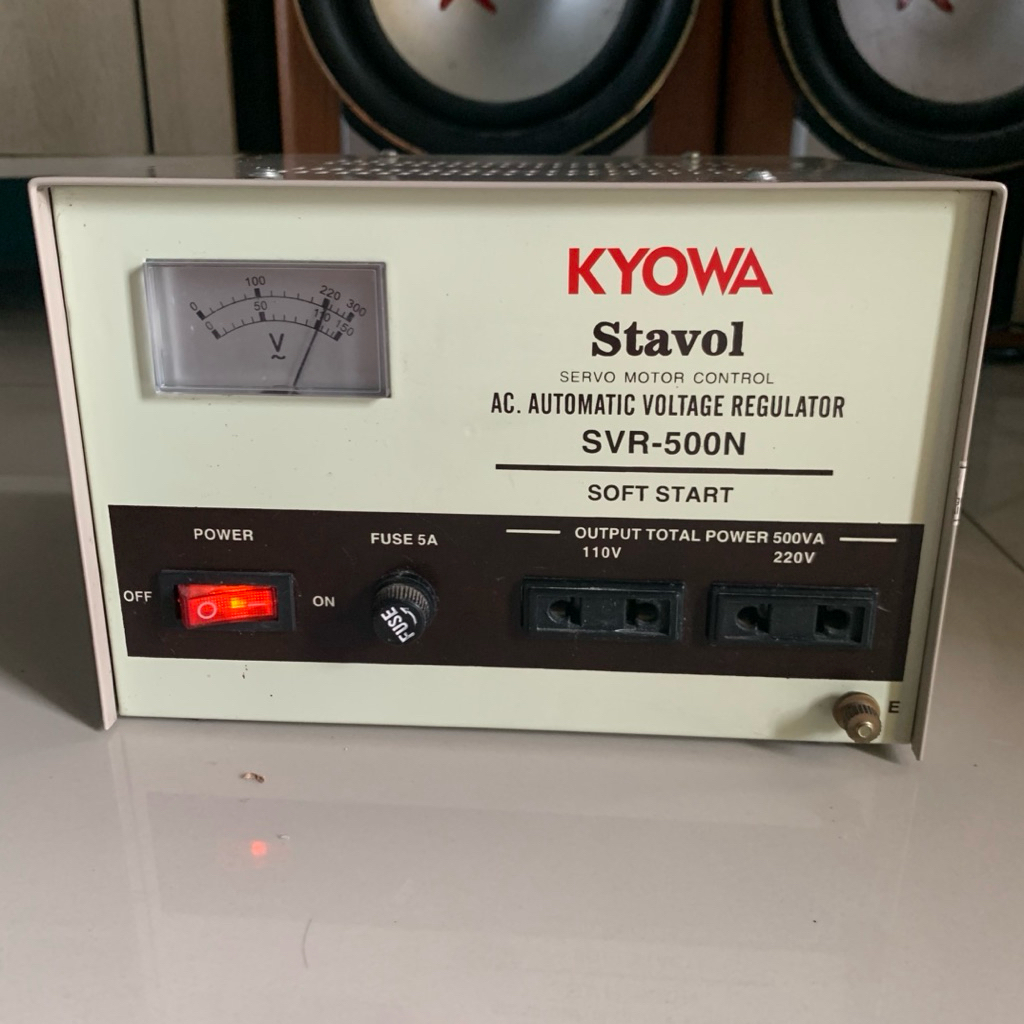 0 100 220 300
0 50 110 150
V
~
KYOWA
Stavol
SERVO MOTOR CONTROL
AC. AUTOMATIC VOLTAGE REGULATOR
SVR-500N
SOFT START
POWER
OFF
ON
FUSE 5A
FUSE
OUTPUT TOTAL POWER 500VA
110V 220V
E